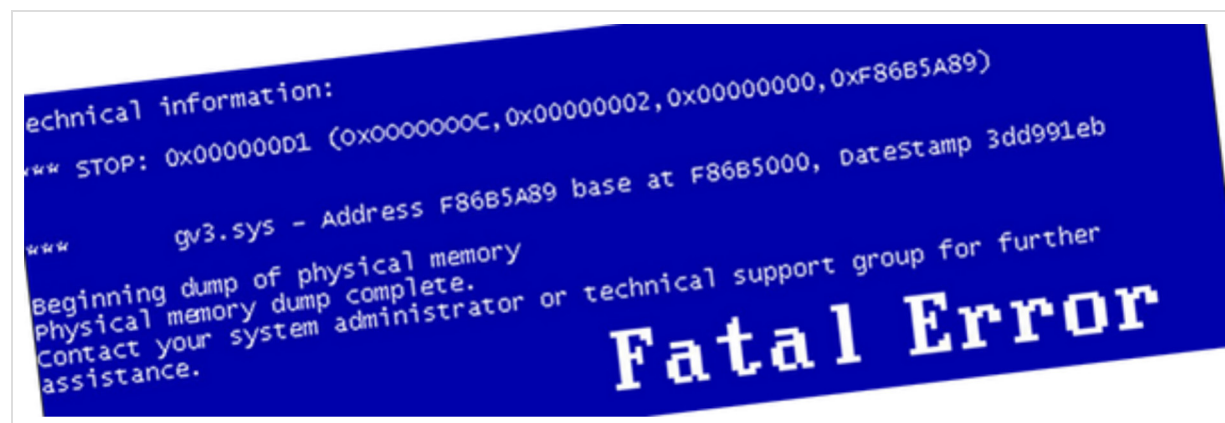 echnical information:
*** STOP: 0x000000D1 (0x0000000C,0x00000002,0x00000000,0xF86B5A89)
*** gv3.sys – Address F86B5A89 base at F86B5000, DateStamp 3dd991eb
Beginning dump of physical memory
Physical memory dump complete.
Contact your system administrator or technical support group for further
assistance.
Fatal Error